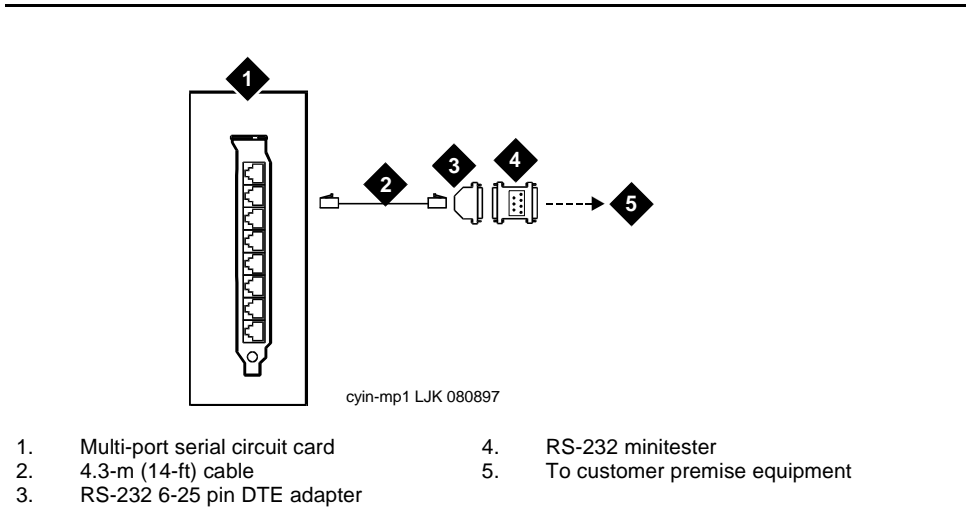 1
2
3
4
5
cyin-mp1 LJK 080897
1. Multi-port serial circuit card
2. 4.3-m (14-ft) cable
3. RS-232 6-25 pin DTE adapter
4. RS-232 minitester
5. To customer premise equipment